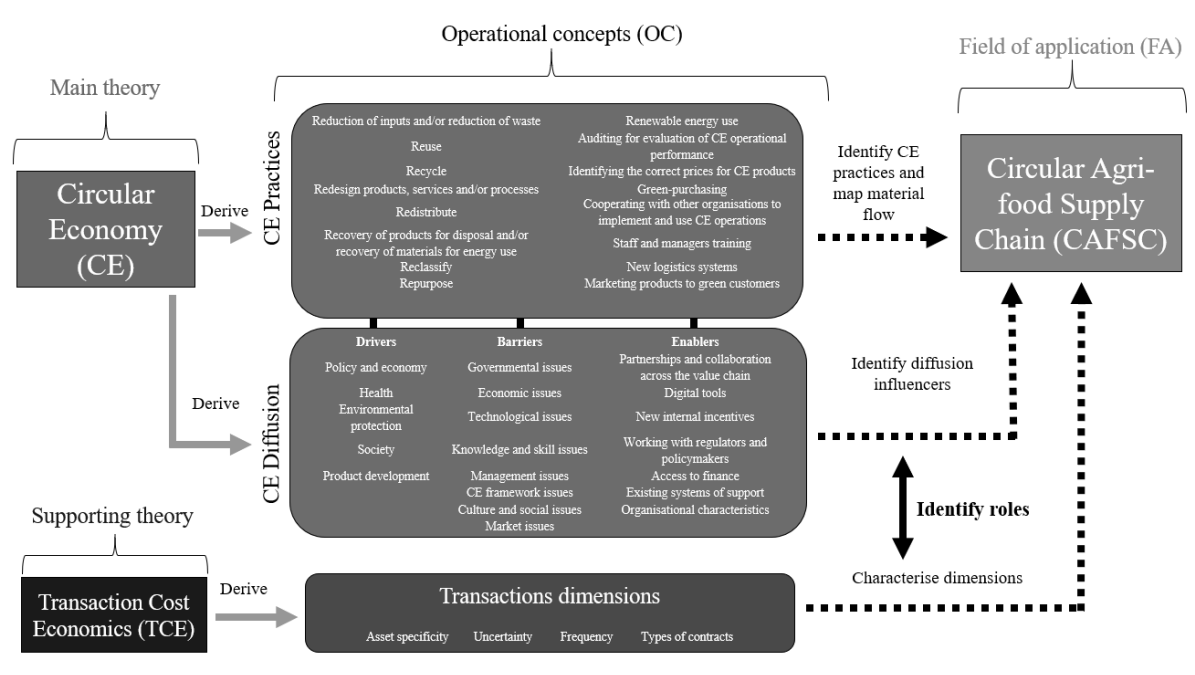 Operational concepts (OC)
Field of application (FA)
Main theory
Circular
Economy
(CE)
Derive
CE Practices
Reduction of inputs and/or reduction of waste
Reuse
Recycle
Redesign products, services and/or processes
Redistribute
Recovery of products for disposal and/or
recovery of materials for energy use
Reclassify
Repurpose
Renewable energy use
Auditing for evaluation of CE operational
performance
Identifying the correct prices for CE products
Green-purchasing
Cooperating with other organisations to
implement and use CE operations
Staff and managers training
New logistics systems
Marketing products to green customers
Identify CE
practices and
map material
flow
Circular Agri-
food Supply
Chain (CAFSC)
Derive
CE Diffusion
Drivers
Policy and economy
Health
Environmental
protection
Society
Product development
Barriers
Governmental issues
Economic issues
Technological issues
Knowledge and skill issues
Management issues
CE framework issues
Culture and social issues
Market issues
Enablers
Partnerships and collaboration
across the value chain
Digital tools
New internal incentives
Working with regulators and
policymakers
Access to finance
Existing systems of support
Organisational characteristics
Identify diffusion
influencers
Identify roles
Characterise dimensions
Supporting theory
Transaction Cost
Economics (TCE)
Derive
Transactions dimensions
Asset specificity
Uncertainty
Frequency
Types of contracts